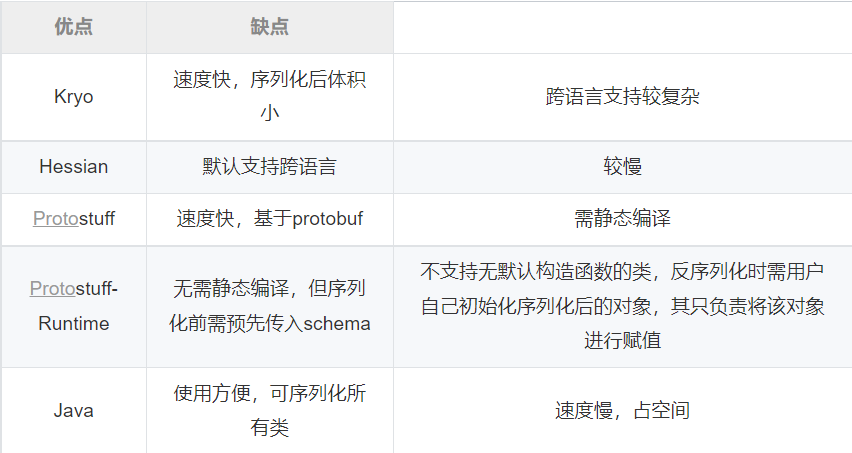 优点 缺点
Kryo 速度快，序列化后体积小 跨语言支持较复杂
Hessian 默认支持跨语言 较慢
Protostuff 速度快，基于protobuf 需静态编译
Protostuff-Runtime 无需静态编译，但序列化前需预先传入schema 不支持无默认构造函数的类，反序列化时需用户自己初始化序列化后的对象，其只负责将该对象进行赋值
Java 使用方便，可序列化所有类 速度慢，占空间